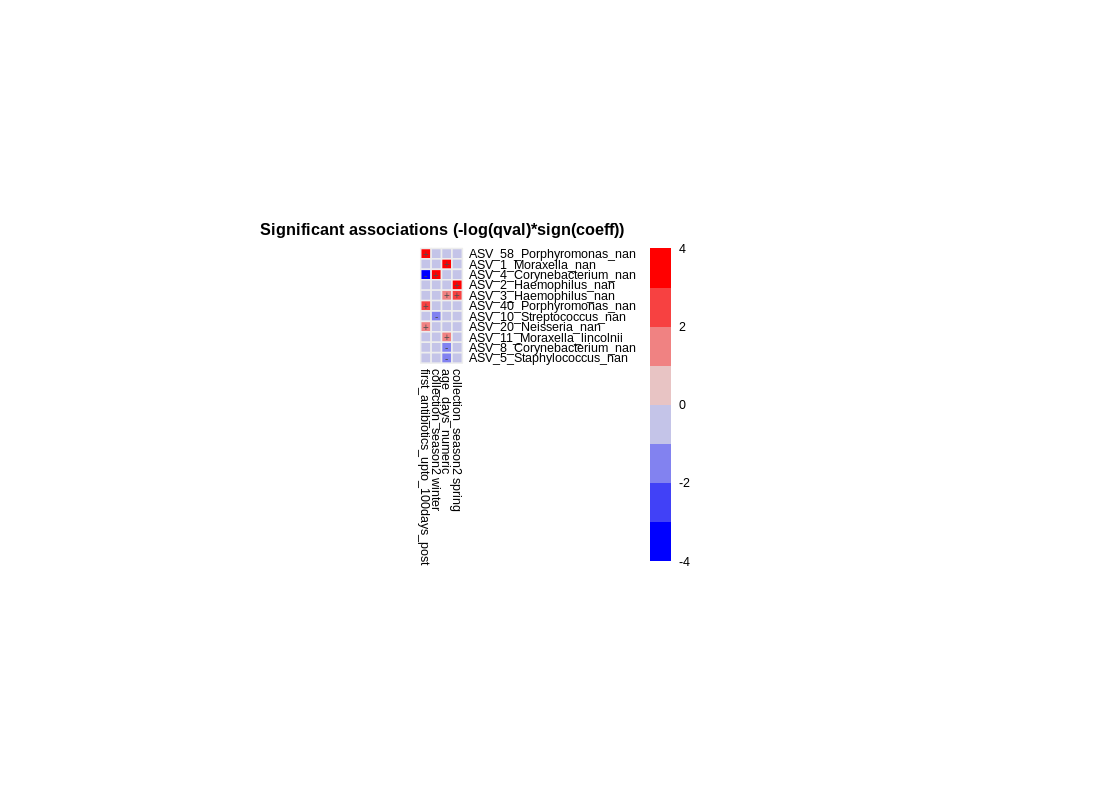 Significant associations (-log(qval)*sign(coeff))
ASV_58_Porphyromonas_nan
ASV_1_Moraxella_nan
ASV_4_Corynebacterium_nan
ASV_2_Haemophilus_nan
ASV_3_Haemophilus_nan
ASV_40_Porphyromonas_nan
ASV_10_Streptococcus_nan
ASV_20_Neisseria_nan
ASV_11_Moraxella_lincolnii
ASV_8_Corynebacterium_nan
ASV_5_Staphylococcus_nan
first_antibiotics_upto_100days_post
collection_season2 winter
age_days_numeric
collection_season2 spring
4
2
0
-2
-4